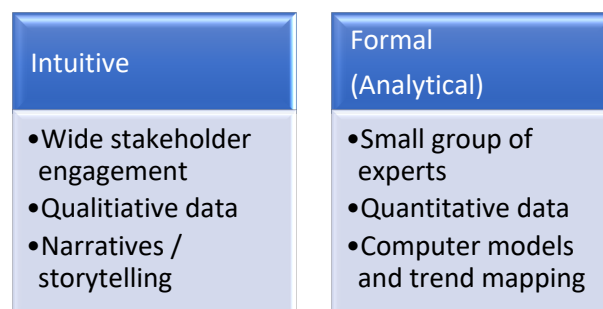 Intuitive
•Wide stakeholder
engagement
•Qualitiative data
•Narratives /
storytelling
Formal
(Analytical)
•Small group of
experts
•Quantitative data
•Computer models
and trend mapping